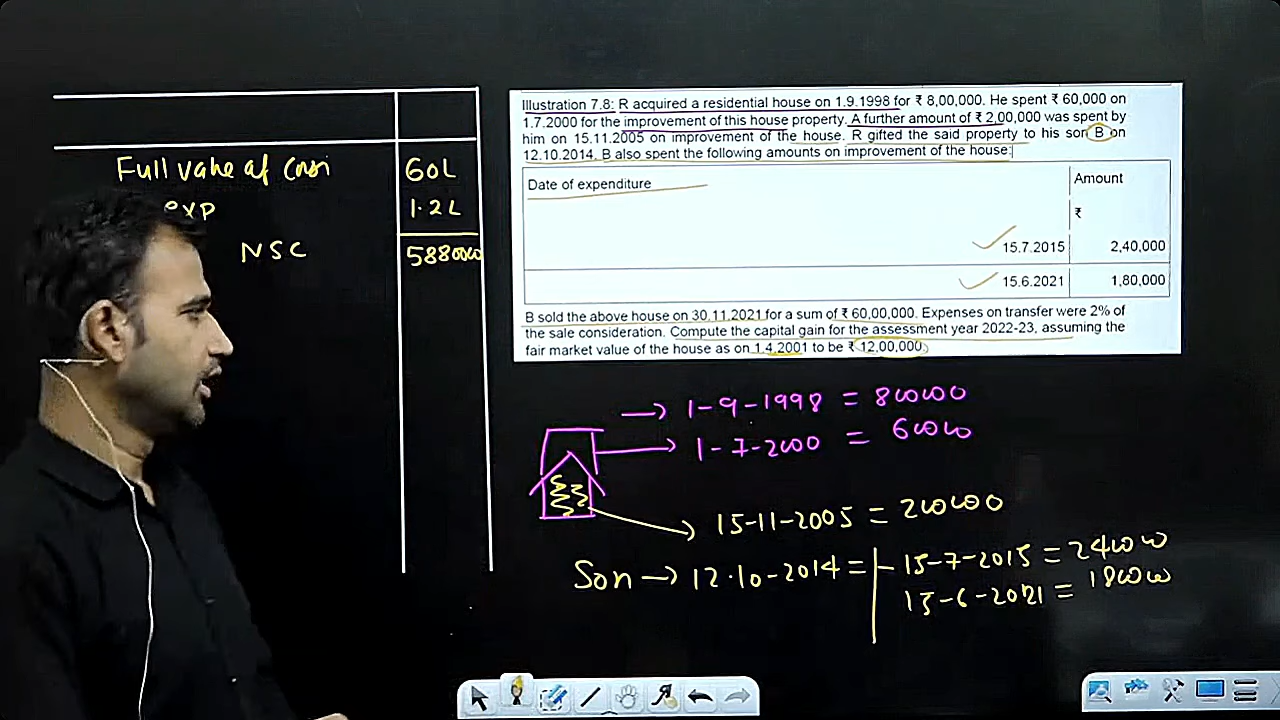 Illustration 7.8: R acquired a residential house on 1.9.1998 for ₹ 8,00,000. He spent ₹ 60,000 on
1.7.2000 for the improvement of this house property. A further amount of ₹ 2,00,000 was spent by
him on 15.11.2005 on improvement of the house. R gifted the said property to his son B on
12.10.2014. B also spent the following amounts on improvement of the house:
Date of expenditure Amount
₹
15.7.2015 2,40,000
15.6.2021 1,80,000
B sold the above house on 30.11.2021 for a sum of ₹ 60,00,000. Expenses on transfer were 2% of
the sale consideration. Compute the capital gain for the assessment year 2022-23, assuming the
fair market value of the house as on 1.4.2001 to be ₹ 12,00,000.
Full value of Consi 60L
exp 1.2L
NSC 5880000
→ 1-9-1998 = 800000
→ 1-7-2000 = 60000
→ 15-11-2005 = 200000
Son → 12.10-2014 = - 15-7-2015 = 240000
15-6-2021 = 180000